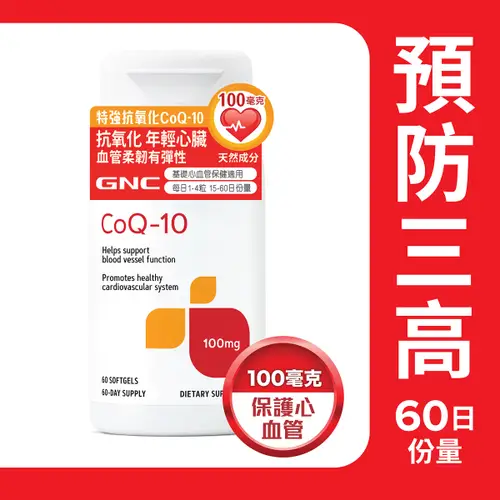 特強抗氧化CoQ-10
100毫克
抗氧化 年輕心臟
血管柔韌有彈性
天然成分
GNC
基礎心血管保健適用
每日1-4粒 15-60日份量
CoQ-10
Helps support
blood vessel function
Promotes healthy
cardiovascular system
100mg
60 SOFTGELS
60-DAY SUPPLY
DIETARY
100毫克
保護心
血管
預防三高
60日
份量